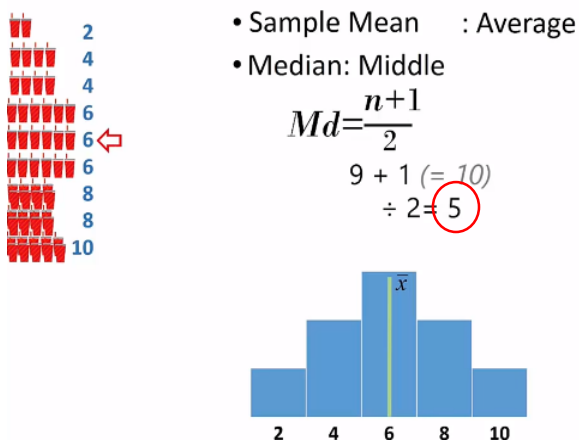 2
4
4
6
6
6
8
8
10
• Sample Mean : Average
• Median: Middle
Md=n+1/2
9 + 1 (= 10)
÷ 2= 5
x̄
2 4 6 8 10